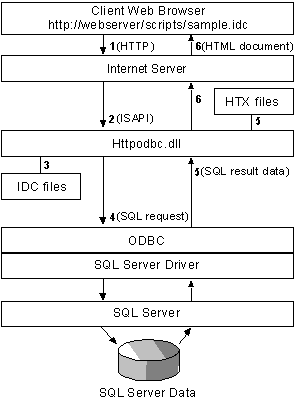 Client Web Browser
http://webserver/scripts/sample.idc
1 (HTTP)
6 (HTML document)
Internet Server
2 (ISAPI)
6
HTX files
5
Httpodbc.dll
3
IDC files
5 (SQL result data)
4 (SQL request)
ODBC
SQL Server Driver
SQL Server
SQL Server Data